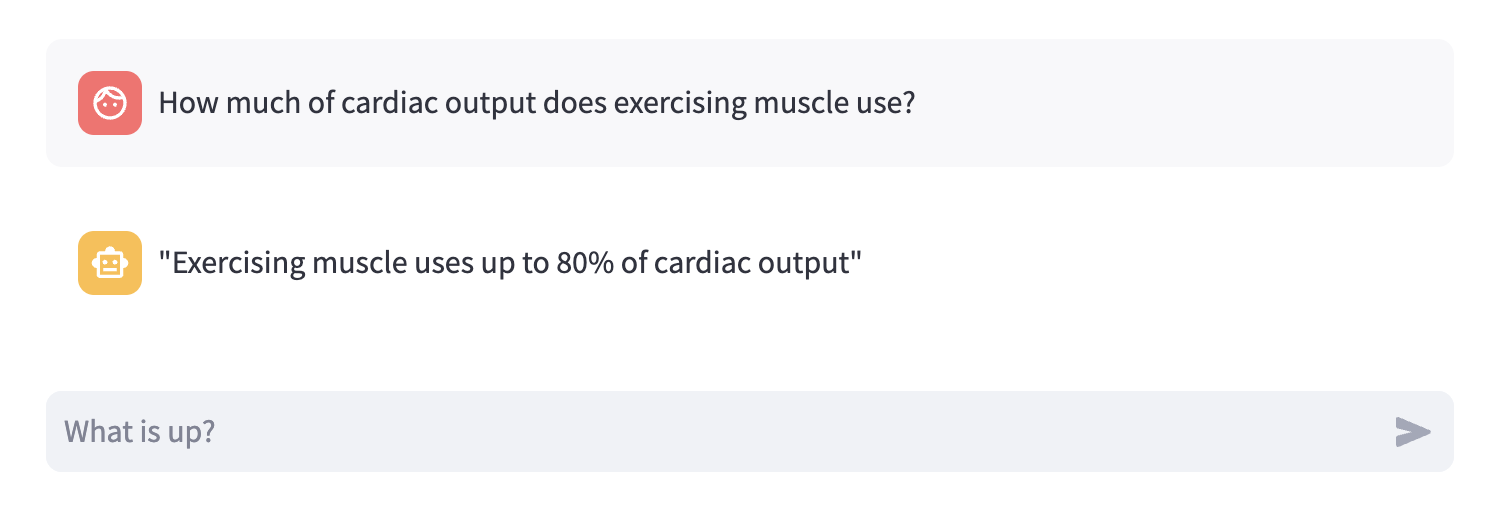 How much of cardiac output does exercising muscle use?
"Exercising muscle uses up to 80% of cardiac output"
What is up?